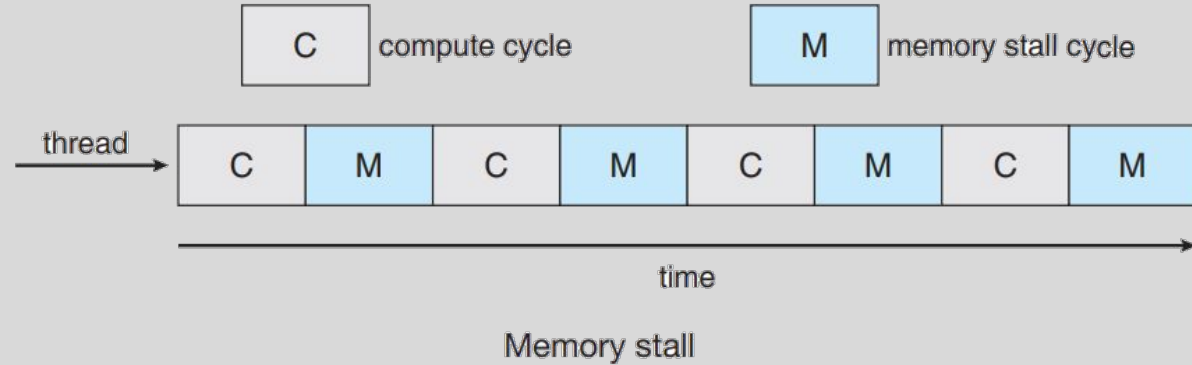 C compute cycle M memory stall cycle
thread
C M C M C M C M
time
Memory stall